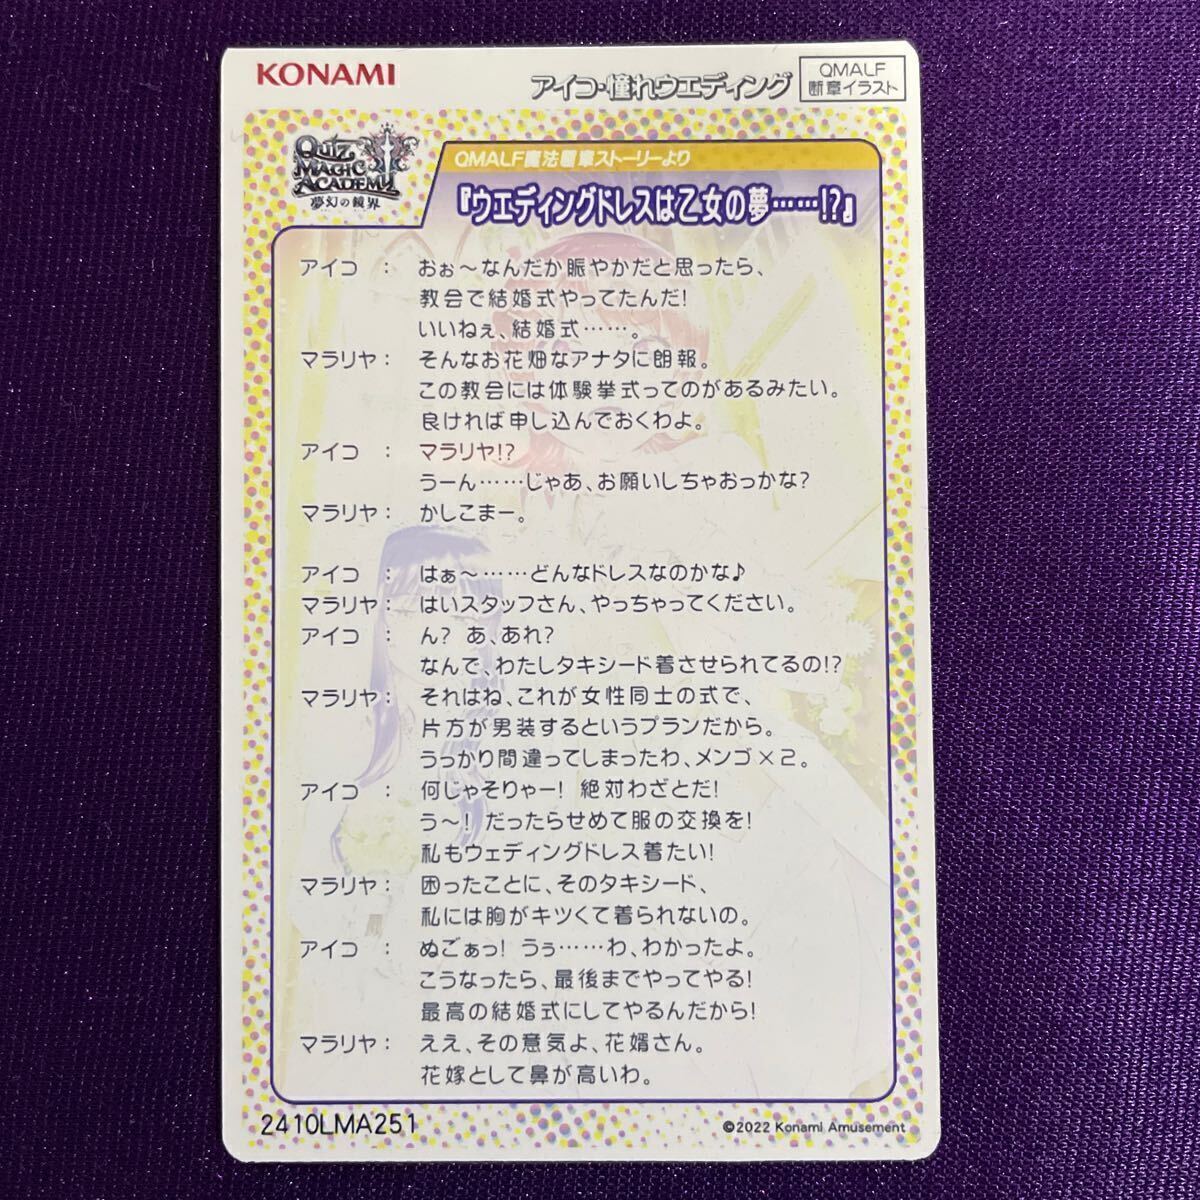 KONAMI
アイコ・憧れウエディング
QMALF
断章イラスト
QUIZ
MAGIC
ACADEMY
夢幻の鏡界
QMALF魔法断章ストーリーより
『ウエディングドレスは乙女の夢……!?』
アイコ : おぉ～なんだか賑やかだと思ったら、
教会で結婚式やってたんだ!
いいねぇ、結婚式……。
マラリヤ: そんなお花畑なアナタに朗報。
この教会には体験挙式ってのがあるみたい。
良ければ申し込んでおくわよ。
アイコ : マラリヤ!?
うーん……じゃあ、お願いしちゃおっかな?
マラリヤ: かしこまー。
アイコ : はぁ～……どんなドレスなのかな♪
マラリヤ: はいスタッフさん、やっちゃってください。
アイコ : ん? あ、あれ?
なんで、わたしタキシード着させられてるの!?
マラリヤ: それはね、これが女性同士の式で、
片方が男装するというプランだから。
うっかり間違ってしまったわ、メンゴ×2。
アイコ : 何じゃそりゃー! 絶対わざとだ!
う～! だったらせめて服の交換を!
私もウェディングドレス着たい!
マラリヤ: 困ったことに、そのタキシード、
私には胸がキツくて着られないの。
アイコ : ぬごぁっ! うぅ……わ、わかったよ。
こうなったら、最後までやってやる!
最高の結婚式にしてやるんだから!
マラリヤ: ええ、その意気よ、花婿さん。
花嫁として鼻が高いわ。
2410LMA251
©2022 Konami Amusement